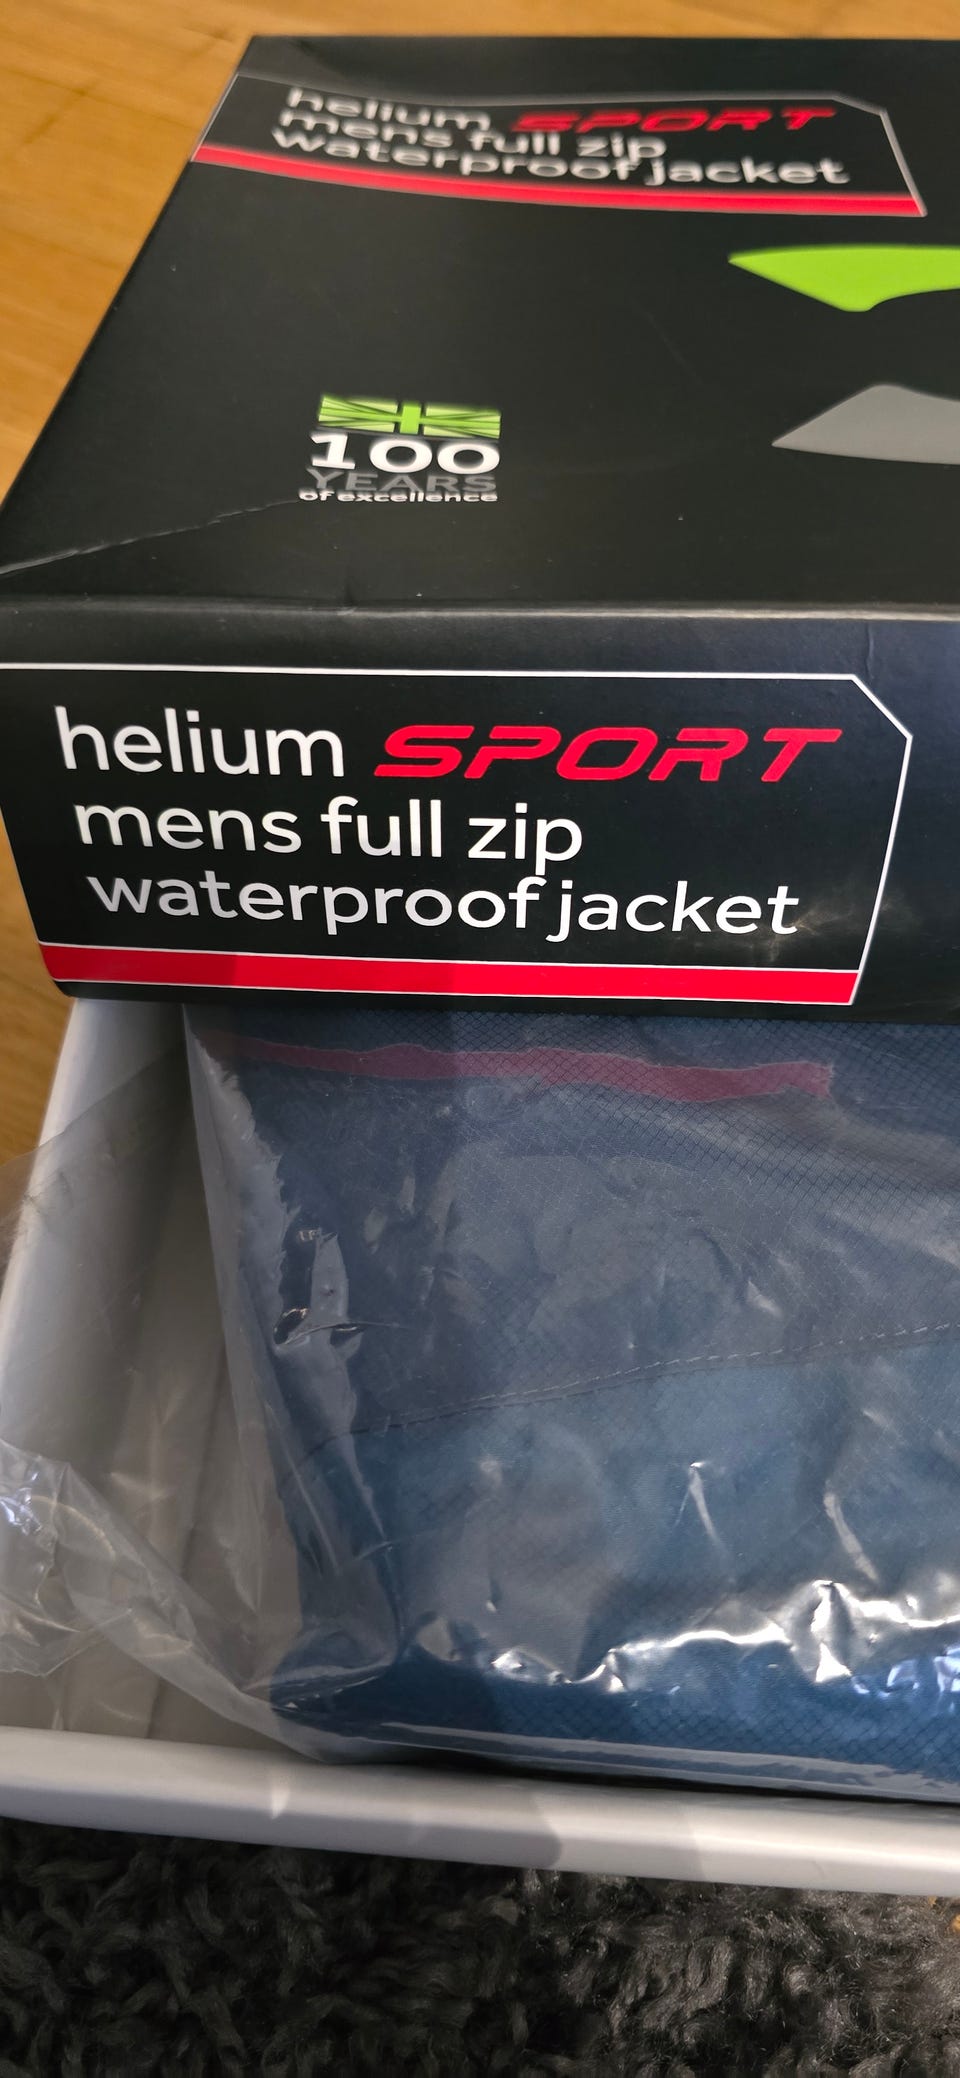 helium SPORT
mens full zip
waterproof jacket
100
YEARS
of excellence
helium SPORT
mens full zip
waterproof jacket